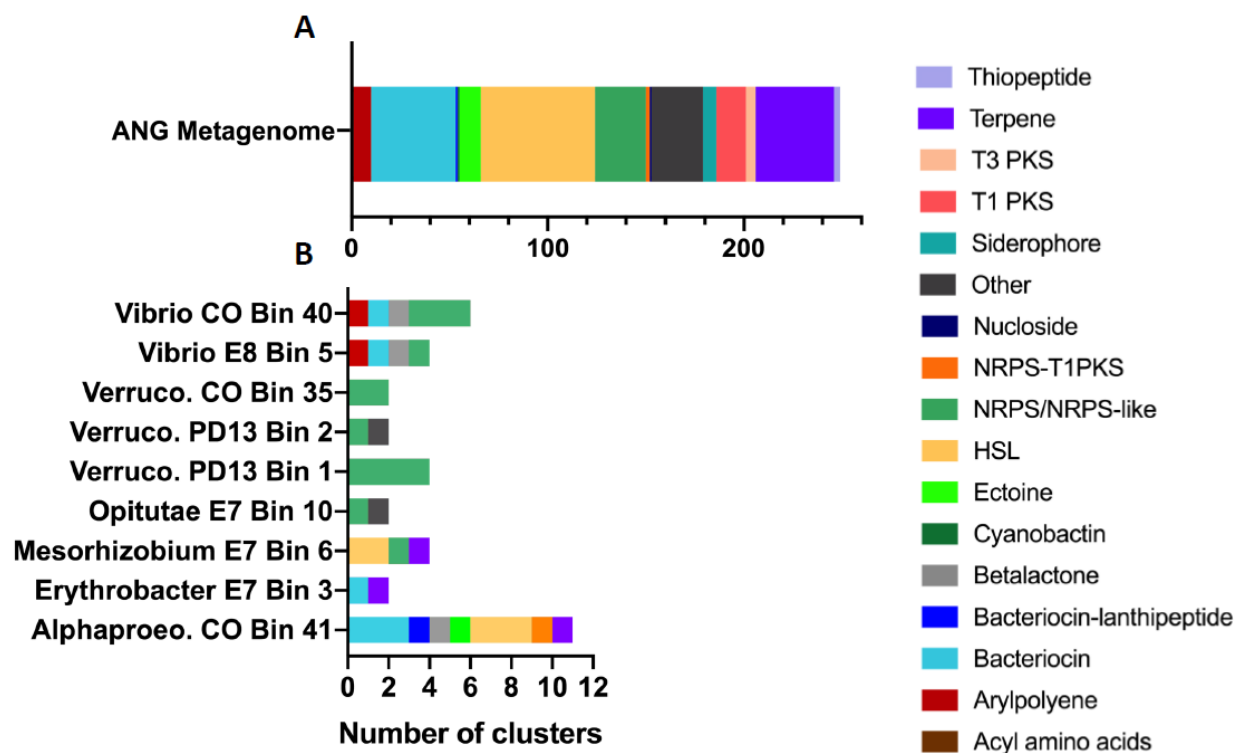 A
ANG Metagenome
0 100 200
B
Vibrio CO Bin 40
Vibrio E8 Bin 5
Verruco. CO Bin 35
Verruco. PD13 Bin 2
Verruco. PD13 Bin 1
Opitutae E7 Bin 10
Mesorhizobium E7 Bin 6
Erythrobacter E7 Bin 3
Alphaproeo. CO Bin 41
0 2 4 6 8 10 12
Number of clusters
Thiopeptide
Terpene
T3 PKS
T1 PKS
Siderophore
Other
Nucloside
NRPS-T1PKS
NRPS/NRPS-like
HSL
Ectoine
Cyanobactin
Betalactone
Bacteriocin-lanthipeptide
Bacteriocin
Arylpolyene
Acyl amino acids